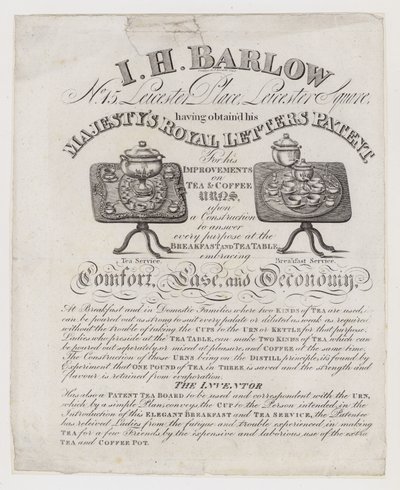 I. H. BARLOW
No. 15 Leicester Place, Leicester Square,
having obtain'd his
MAJESTY'S ROYAL LETTERS PATENT,
For his
IMPROVEMENTS
on
TEA & COFFEE
URNS,
upon
a Construction
to answer
every purpose at the
BREAKFAST AND TEA TABLE
embracing
Tea Service.
Breakfast Service.
Comfort, Ease, and Oeconomy.
At Breakfast and in Domestic Families where two KINDS of TEA are used,
can be poured out as strong to suit every palate or diluted as weak as required
without the trouble of taking the CUPS to the URN or KETTLE for that purpose.
Ladies who preside at the TEA TABLE, can make TWO KINDS of TEA which can
be poured out seperately or mixed at pleasure and COFFEE at the same time.
The Construction of those URNS being on the DISTILL principle, its found by
Experiment that ONE POUND of TEA in THREE is saved and the strength and
flavour is retained from evaporation.
THE INVENTOR
Has also a PATENT TEA BOARD to be used and correspondent with the URN,
which by a simple Plan, conveys the CUP to the Person intended, in the
Introduction of this ELEGANT BREAKFAST and TEA SERVICE, the Patentee
has relieved Ladies from the fatigue and trouble experienced in making
TEA for a few Friends, by the expensive and laborious use of the extra
TEA and COFFEE POT.